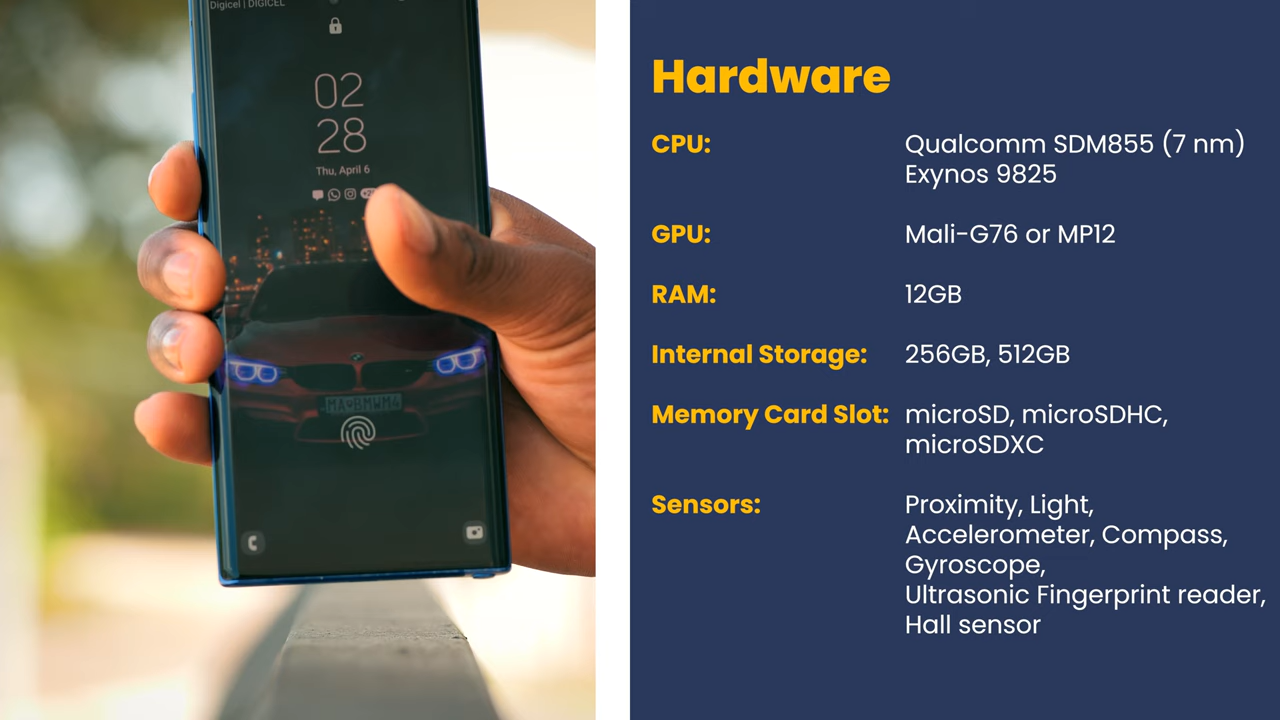 Digicel | DIGICEL
02
28
Thu, April 6
MA BMWM4
Hardware
CPU: Qualcomm SDM855 (7 nm)
Exynos 9825
GPU: Mali-G76 or MP12
RAM: 12GB
Internal Storage: 256GB, 512GB
Memory Card Slot: microSD, microSDHC,
microSDXC
Sensors: Proximity, Light,
Accelerometer, Compass,
Gyroscope,
Ultrasonic Fingerprint reader,
Hall sensor